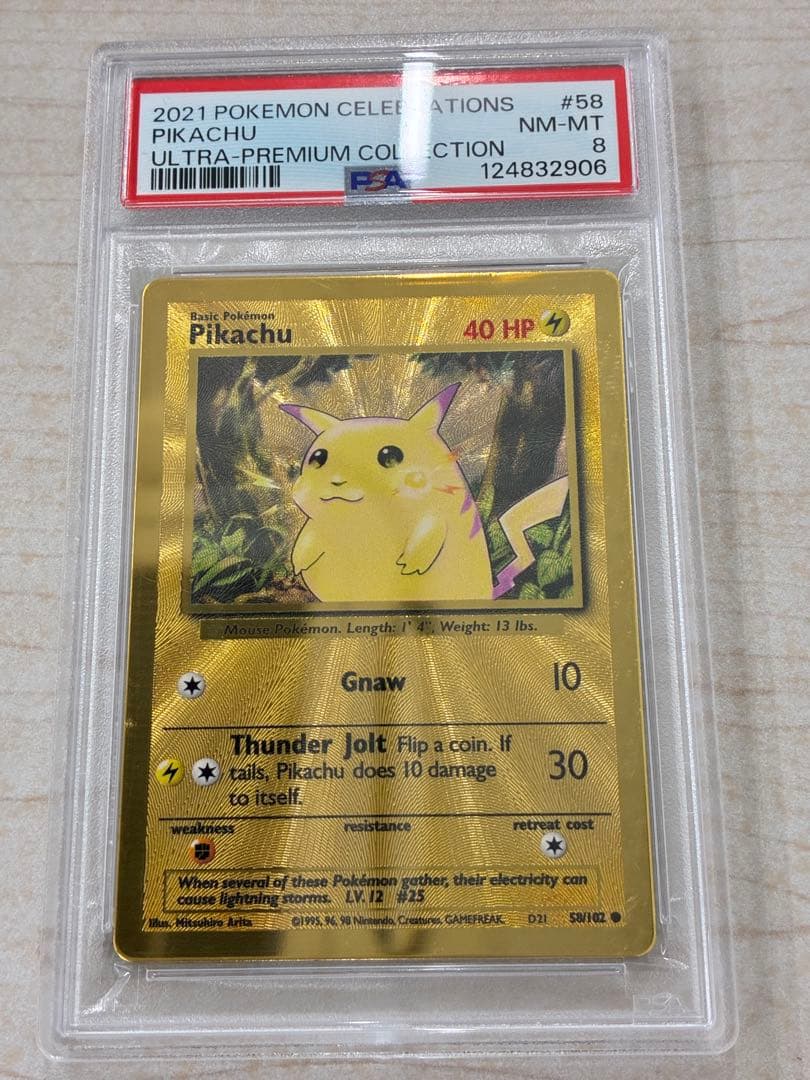 2021 POKEMON CELEBRATIONS #58
PIKACHU NM-MT
ULTRA-PREMIUM COLLECTION 8
PSA 124832906
Basic Pokémon
Pikachu 40 HP
Mouse Pokémon. Length: 1' 4", Weight: 13 lbs.
Gnaw 10
Thunder Jolt Flip a coin. If
tails, Pikachu does 10 damage
to itself.
30
weakness resistance retreat cost
When several of these Pokémon gather, their electricity can
cause lightning storms. LV. 12 #25
Illus. Mitsuhiro Arita ©1995, 96, 98 Nintendo, Creatures, GAMEFREAK. D21 58/102
PSA